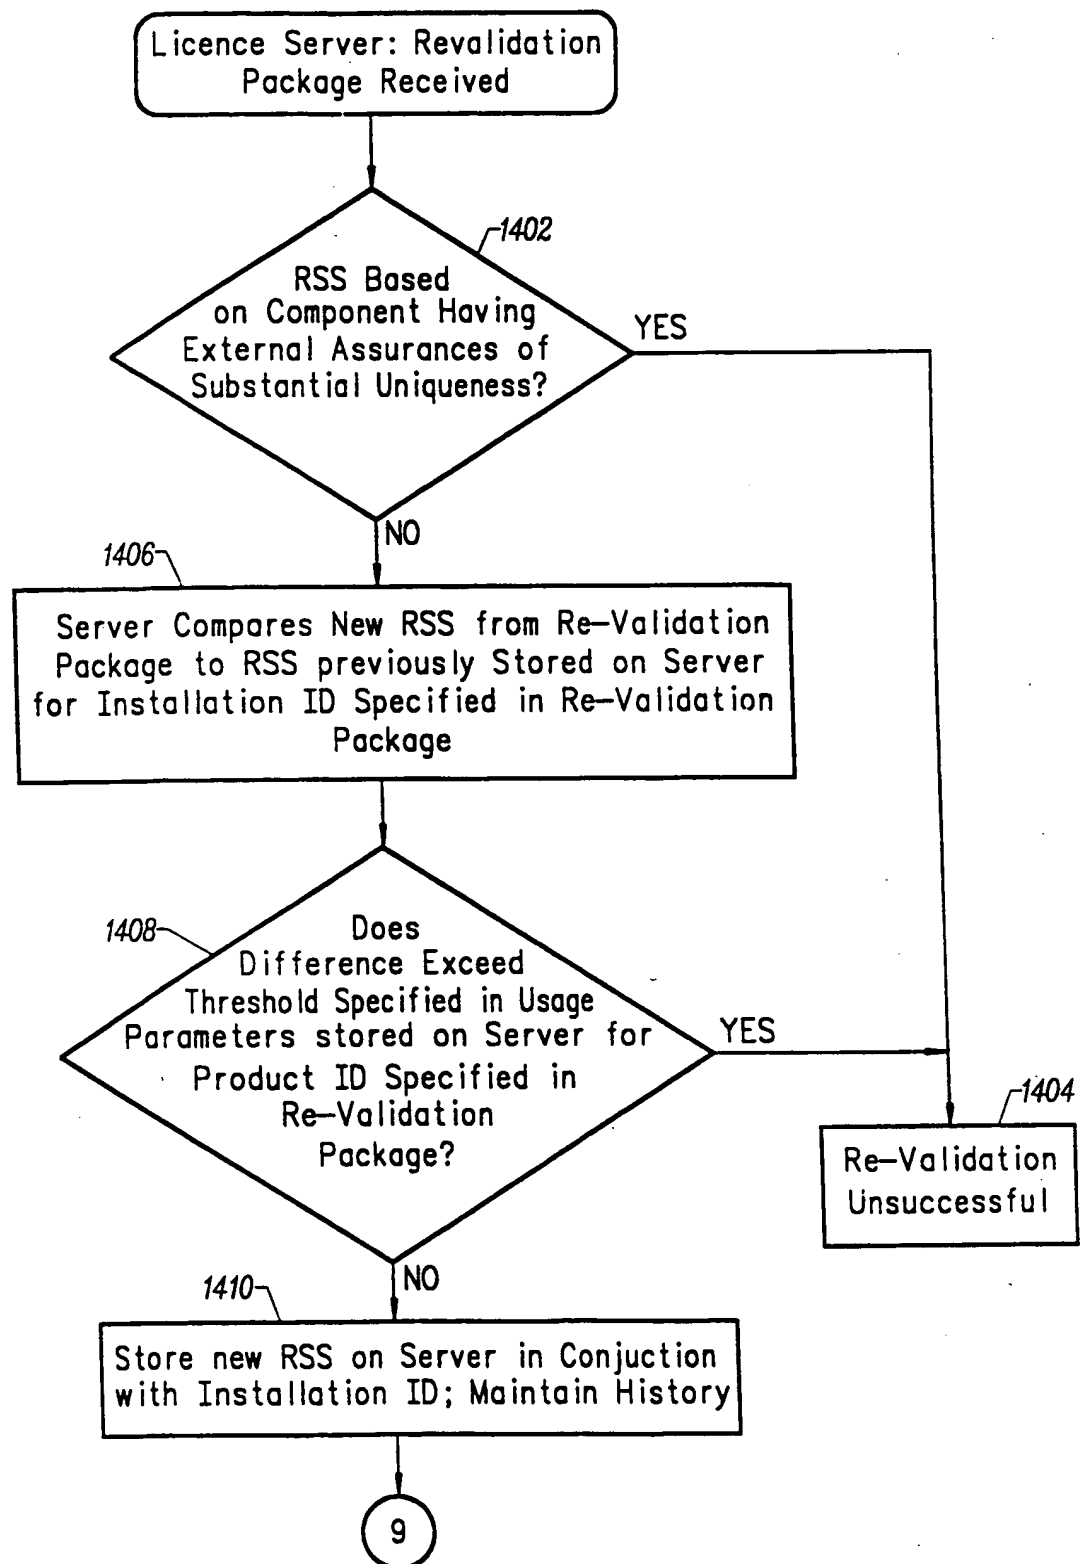 Licence Server: Revalidation
Package Received
1402
RSS Based
on Component Having
External Assurances of
Substantial Uniqueness?
YES
NO
1406
Server Compares New RSS from Re-Validation
Package to RSS previously Stored on Server
for Installation ID Specified in Re-Validation
Package
1408
Does
Difference Exceed
Threshold Specified in Usage
Parameters stored on Server for
Product ID Specified in
Re-Validation
Package?
YES
1404
Re-Validation
Unsuccessful
NO
1410
Store new RSS on Server in Conjuction
with Installation ID; Maintain History
9